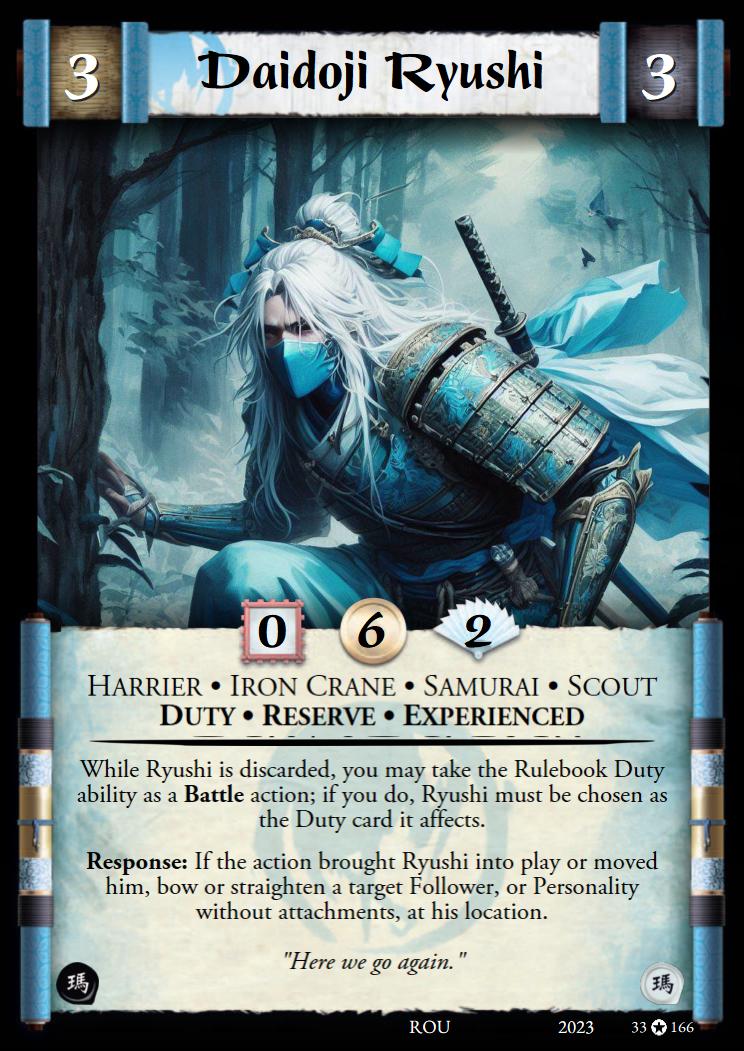 3 Daidoji Ryushi 3
0 6 2
HARRIER • IRON CRANE • SAMURAI • SCOUT
DUTY • RESERVE • EXPERIENCED
While Ryushi is discarded, you may take the Rulebook Duty
ability as a Battle action; if you do, Ryushi must be chosen as
the Duty card it affects.
Response: If the action brought Ryushi into play or moved
him, bow or straighten a target Follower, or Personality
without attachments, at his location.
"Here we go again."
瑪 瑪
ROU 2023 33 ✪ 166